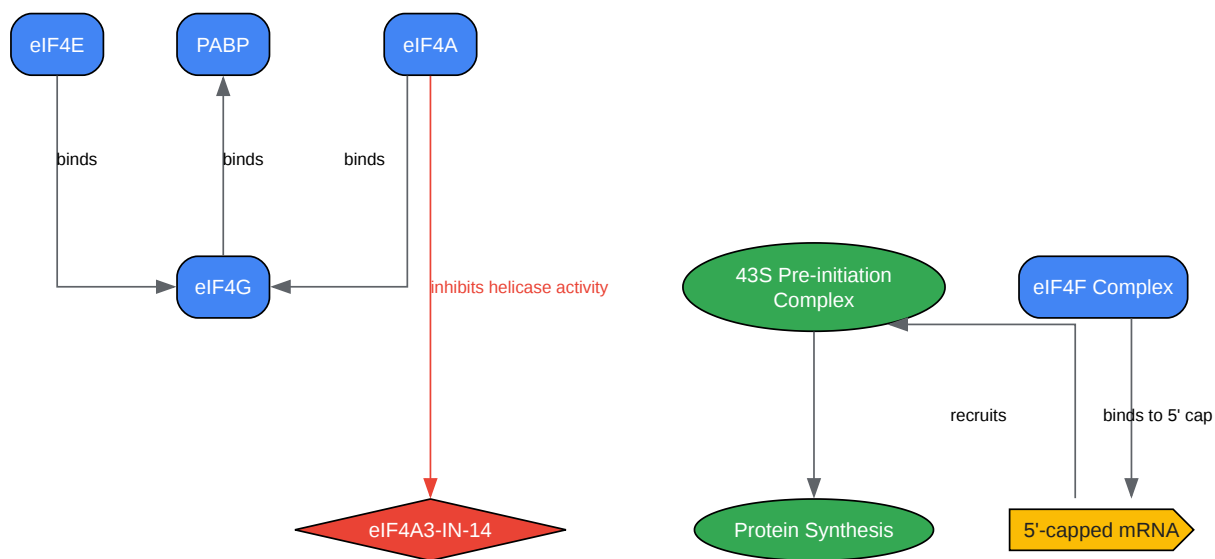 eIF4E
PABP
eIF4A
binds
binds
binds
eIF4G
inhibits helicase activity
43S Pre-initiation
Complex
eIF4F Complex
recruits
binds to 5' cap
eIF4A3-IN-14
Protein Synthesis
5'-capped mRNA